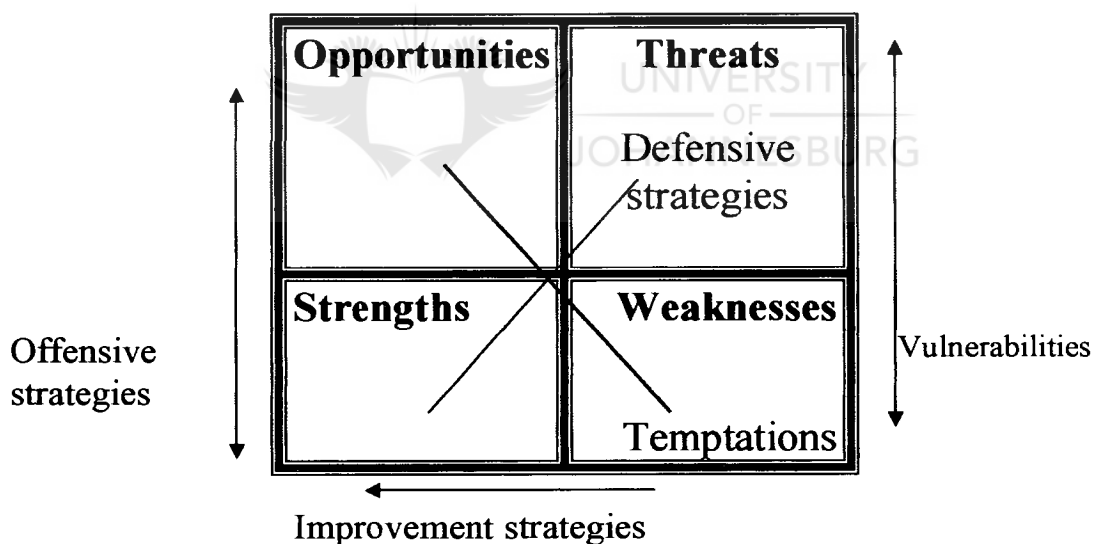 Opportunities
Threats
UNIVERSITY
OF
JOHANNESBURG
Defensive
strategies
Strengths
Weaknesses
Offensive
strategies
Vulnerabilities
Temptations
Improvement strategies